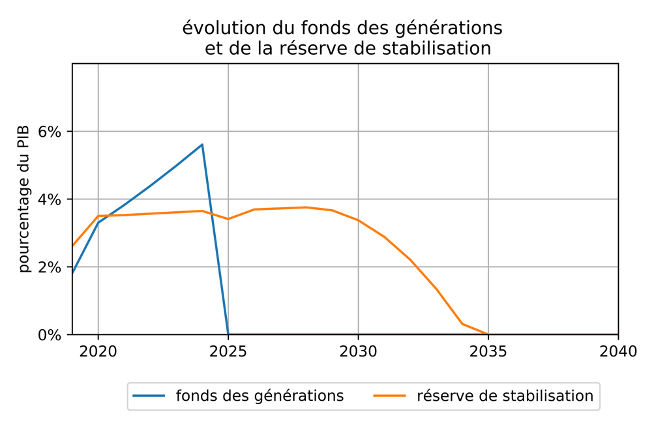 évolution du fonds des générations
et de la réserve de stabilisation
pourcentage du PIB
6%
4%
2%
0%
2020 2025 2030 2035 2040
fonds des générations réserve de stabilisation